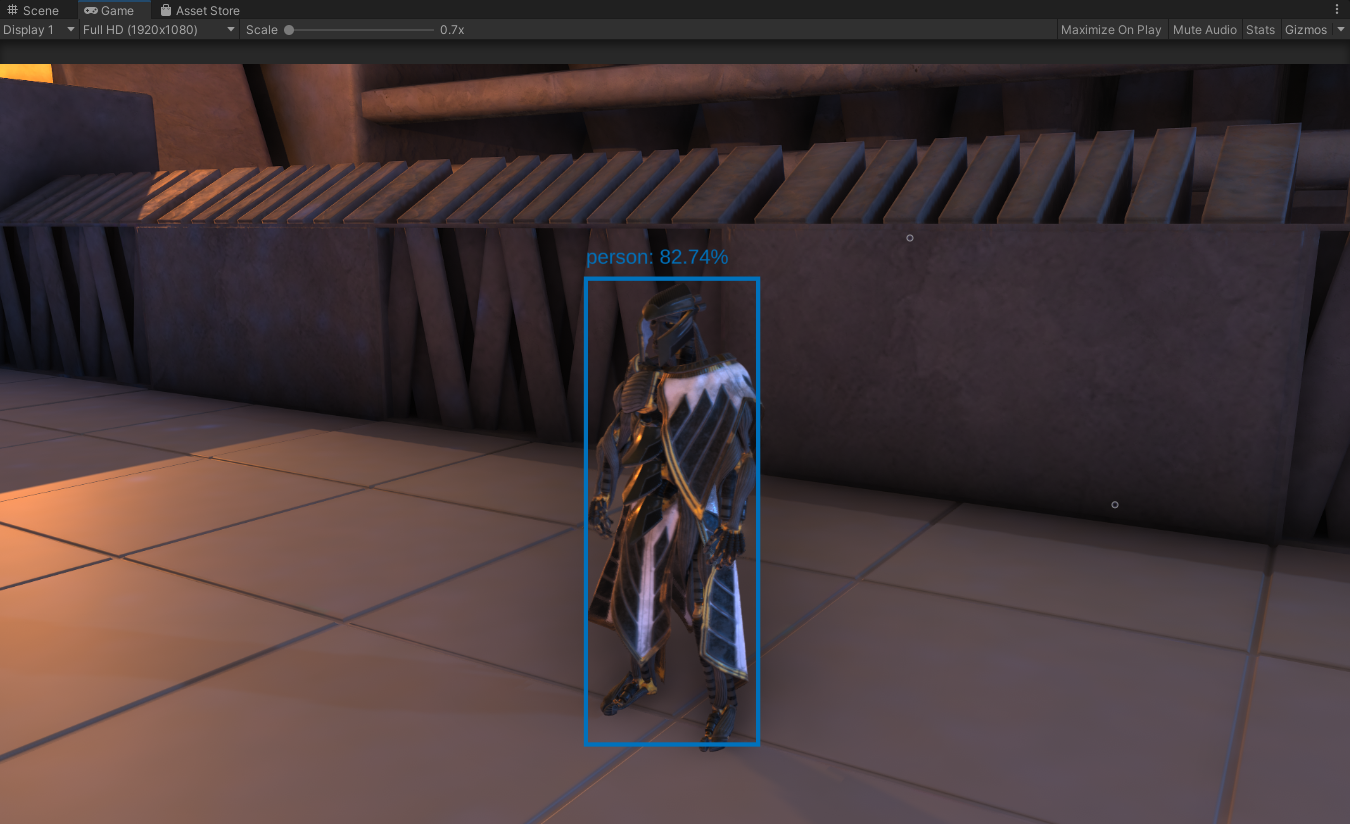 Scene Game Asset Store
Display 1 Full HD (1920x1080) Scale 0.7x Maximize On Play Mute Audio Stats Gizmos
person: 82.74%